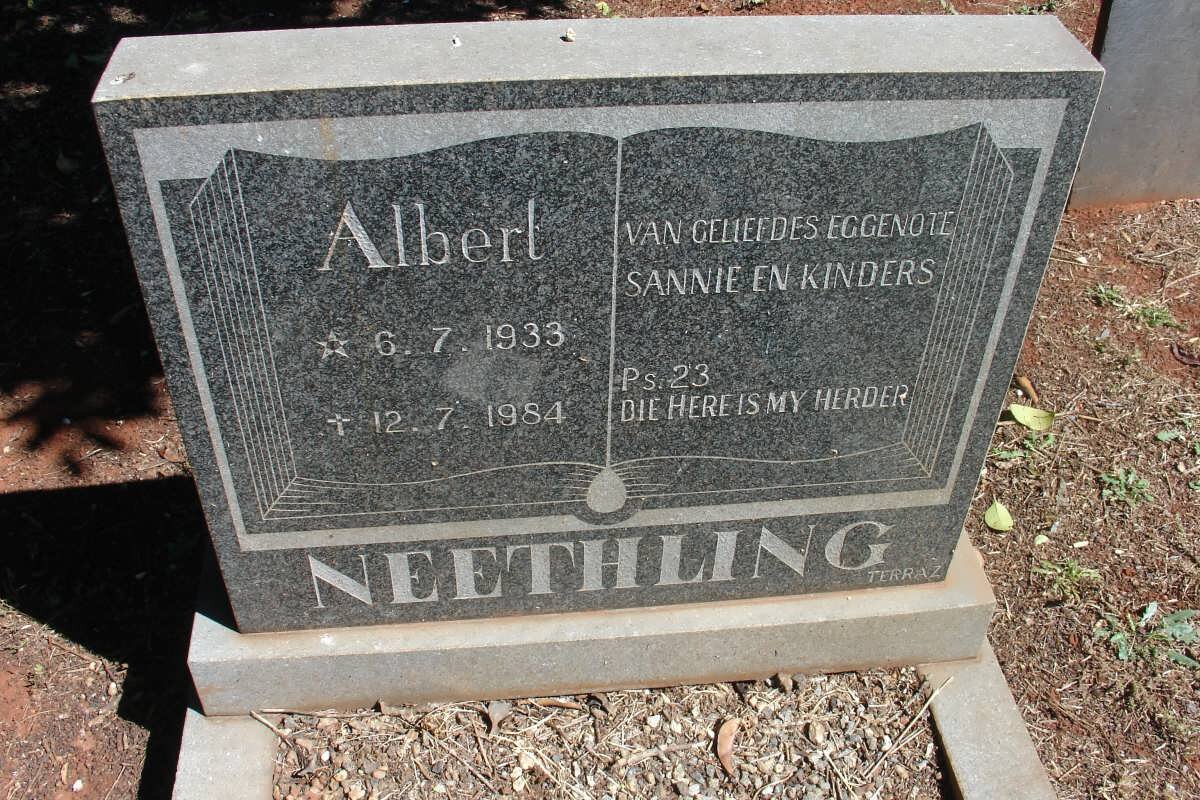 Albert
☆ 6. 7. 1933
✝ 12. 7. 1984
VAN GELIEFDES EGGENOTE
SANNIE EN KINDERS
Ps. 23
DIE HERE IS MY HERDER
NEETHLING
TERRAZ